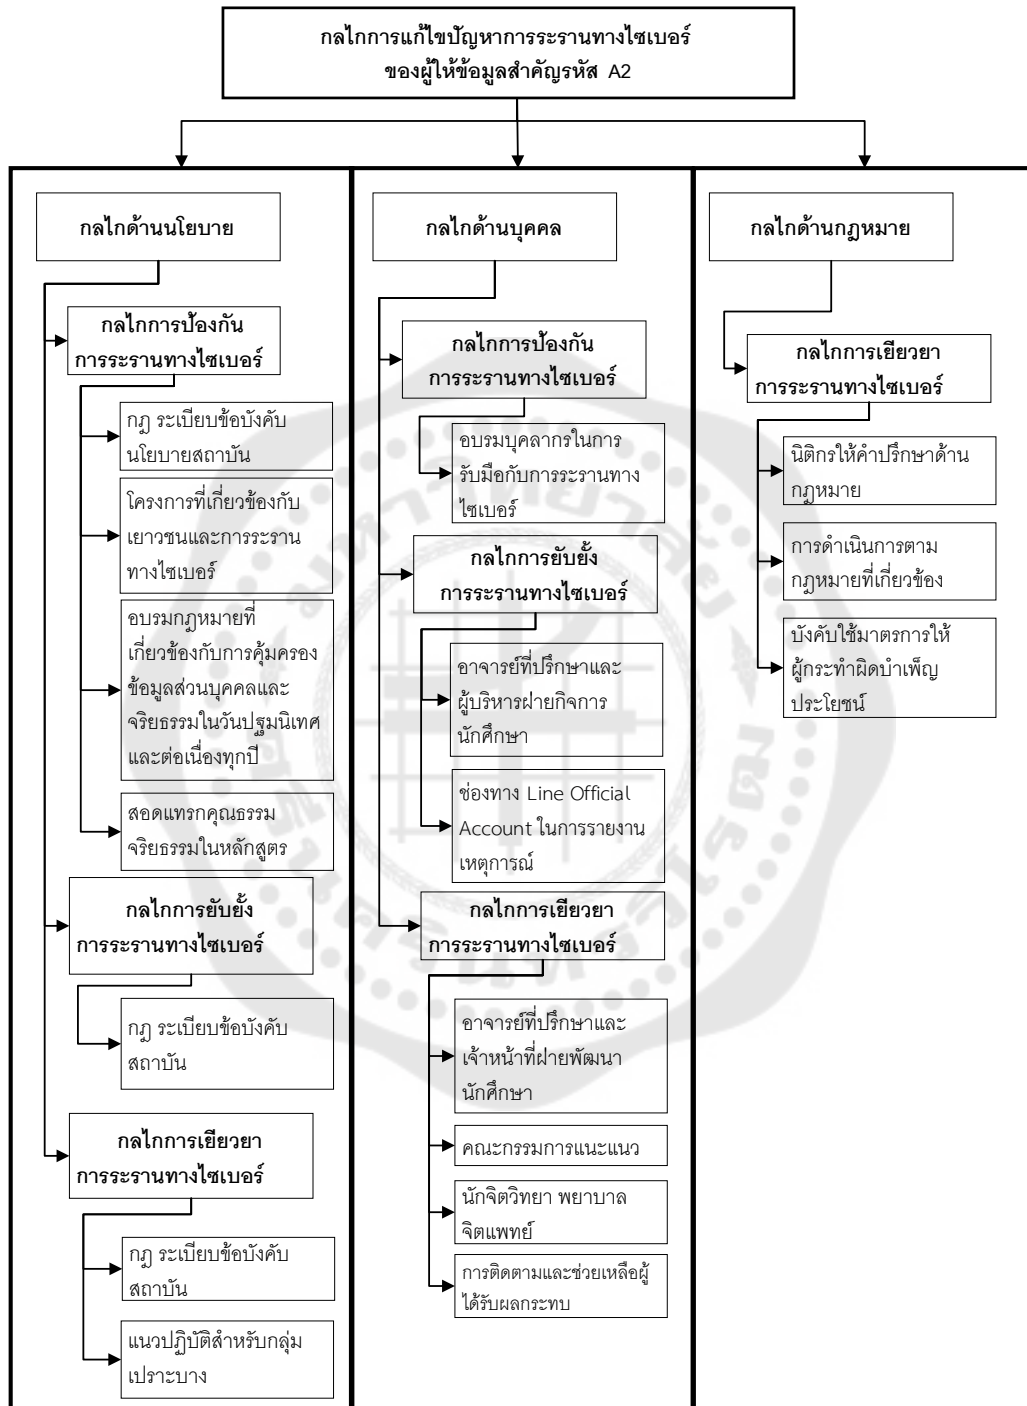 กลไกการแก้ไขปัญหาการระรานทางไซเบอร์
ของผู้ให้ข้อมูลสำคัญรหัส A2
กลไกด้านนโยบาย
กลไกการป้องกัน
การระรานทางไซเบอร์
กฎ ระเบียบข้อบังคับ
นโยบายสถาบัน
โครงการที่เกี่ยวข้องกับ
เยาวชนและการระราน
ทางไซเบอร์
อบรมกฎหมายที่
เกี่ยวข้องกับการคุ้มครอง
ข้อมูลส่วนบุคคลและ
จริยธรรมในวันปฐมนิเทศ
และต่อเนื่องทุกปี
สอดแทรกคุณธรรม
จริยธรรมในหลักสูตร
กลไกการยับยั้ง
การระรานทางไซเบอร์
กฎ ระเบียบข้อบังคับ
สถาบัน
กลไกการเยียวยา
การระรานทางไซเบอร์
กฎ ระเบียบข้อบังคับ
สถาบัน
แนวปฏิบัติสำหรับกลุ่ม
เปราะบาง
กลไกด้านบุคคล
กลไกการป้องกัน
การระรานทางไซเบอร์
อบรมบุคลากรในการ
รับมือกับการระรานทาง
ไซเบอร์
กลไกการยับยั้ง
การระรานทางไซเบอร์
อาจารย์ที่ปรึกษาและ
ผู้บริหารฝ่ายกิจการ
นักศึกษา
ช่องทาง Line Official
Account ในการรายงาน
เหตุการณ์
กลไกการเยียวยา
การระรานทางไซเบอร์
อาจารย์ที่ปรึกษาและ
เจ้าหน้าที่ฝ่ายพัฒนา
นักศึกษา
คณะกรรมการแนะแนว
นักจิตวิทยา พยาบาล
จิตแพทย์
การติดตามและช่วยเหลือผู้
ได้รับผลกระทบ
กลไกด้านกฎหมาย
กลไกการเยียวยา
การระรานทางไซเบอร์
นิติกรให้คำปรึกษาด้าน
กฎหมาย
การดำเนินการตาม
กฎหมายที่เกี่ยวข้อง
บังคับใช้มาตรการให้
ผู้กระทำผิดบำเพ็ญ
ประโยชน์